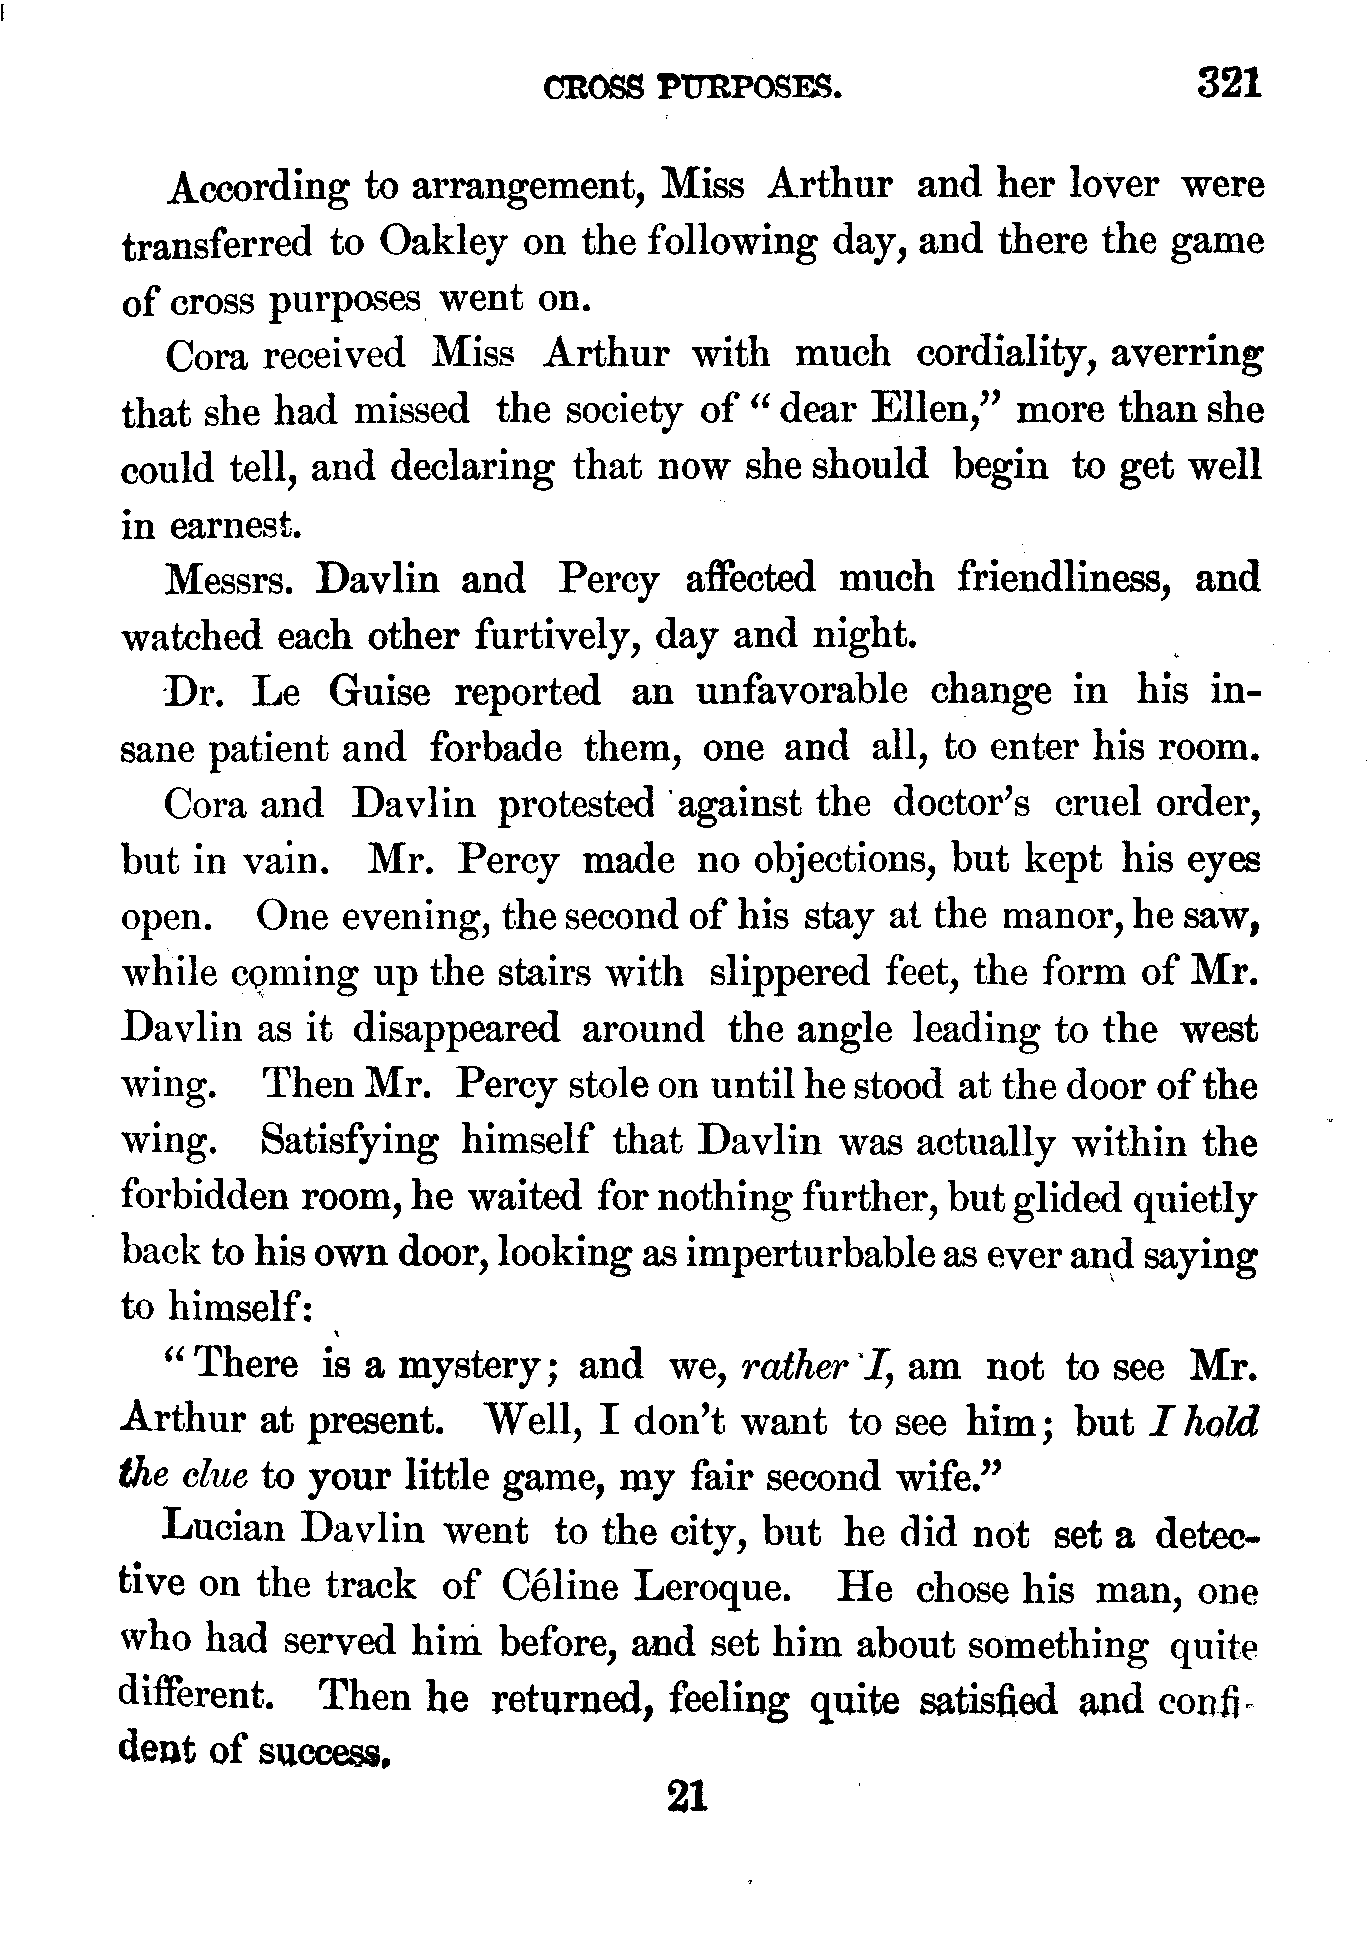 CROSS PURPOSES. 321
According to arrangement, Miss Arthur and her lover were
transferred to Oakley on the following day, and there the game
of cross purposes went on.
Cora received Miss Arthur with much cordiality, averring
that she had missed the society of “dear Ellen,” more than she
could tell, and declaring that now she should begin to get well
in earnest.
Messrs. Davlin and Percy affected much friendliness, and
watched each other furtively, day and night.
Dr. Le Guise reported an unfavorable change in his in-
sane patient and forbade them, one and all, to enter his room.
Cora and Davlin protested against the doctor’s cruel order,
but in vain. Mr. Percy made no objections, but kept his eyes
open. One evening, the second of his stay at the manor, he saw,
while coming up the stairs with slippered feet, the form of Mr.
Davlin as it disappeared around the angle leading to the west
wing. Then Mr. Percy stole on until he stood at the door of the
wing. Satisfying himself that Davlin was actually within the
forbidden room, he waited for nothing further, but glided quietly
back to his own door, looking as imperturbable as ever and saying
to himself:
“There is a mystery; and we, rather I, am not to see Mr.
Arthur at present. Well, I don’t want to see him; but I hold
the clue to your little game, my fair second wife.”
Lucian Davlin went to the city, but he did not set a detec-
tive on the track of Céline Leroque. He chose his man, one
who had served him before, and set him about something quite
different. Then he returned, feeling quite satisfied and confi-
dent of success.
21